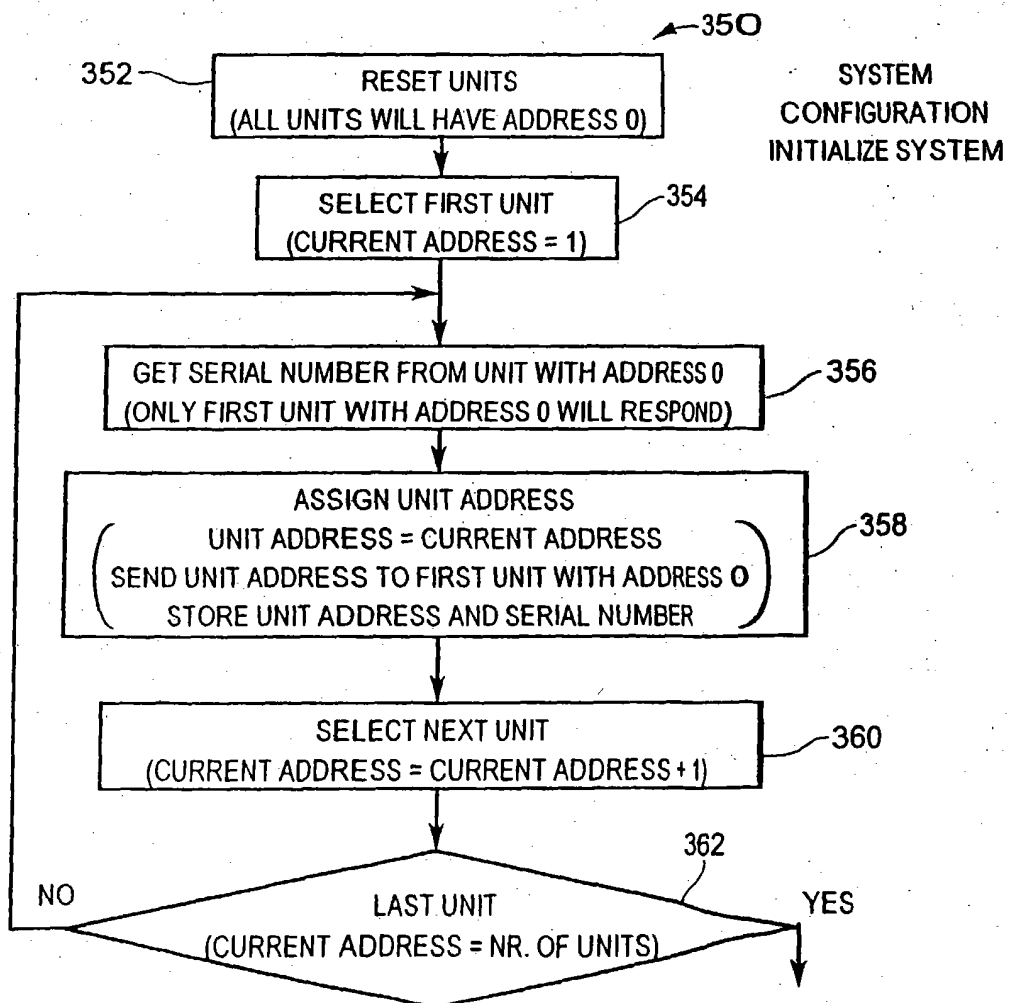 350
352
RESET UNITS
(ALL UNITS WILL HAVE ADDRESS 0)
SYSTEM
CONFIGURATION
INITIALIZE SYSTEM
SELECT FIRST UNIT
(CURRENT ADDRESS = 1)
354
GET SERIAL NUMBER FROM UNIT WITH ADDRESS 0
(ONLY FIRST UNIT WITH ADDRESS 0 WILL RESPOND)
356
ASSIGN UNIT ADDRESS
UNIT ADDRESS = CURRENT ADDRESS
SEND UNIT ADDRESS TO FIRST UNIT WITH ADDRESS 0
STORE UNIT ADDRESS AND SERIAL NUMBER
358
SELECT NEXT UNIT
(CURRENT ADDRESS = CURRENT ADDRESS + 1)
360
362
NO
LAST UNIT
(CURRENT ADDRESS = NR. OF UNITS)
YES